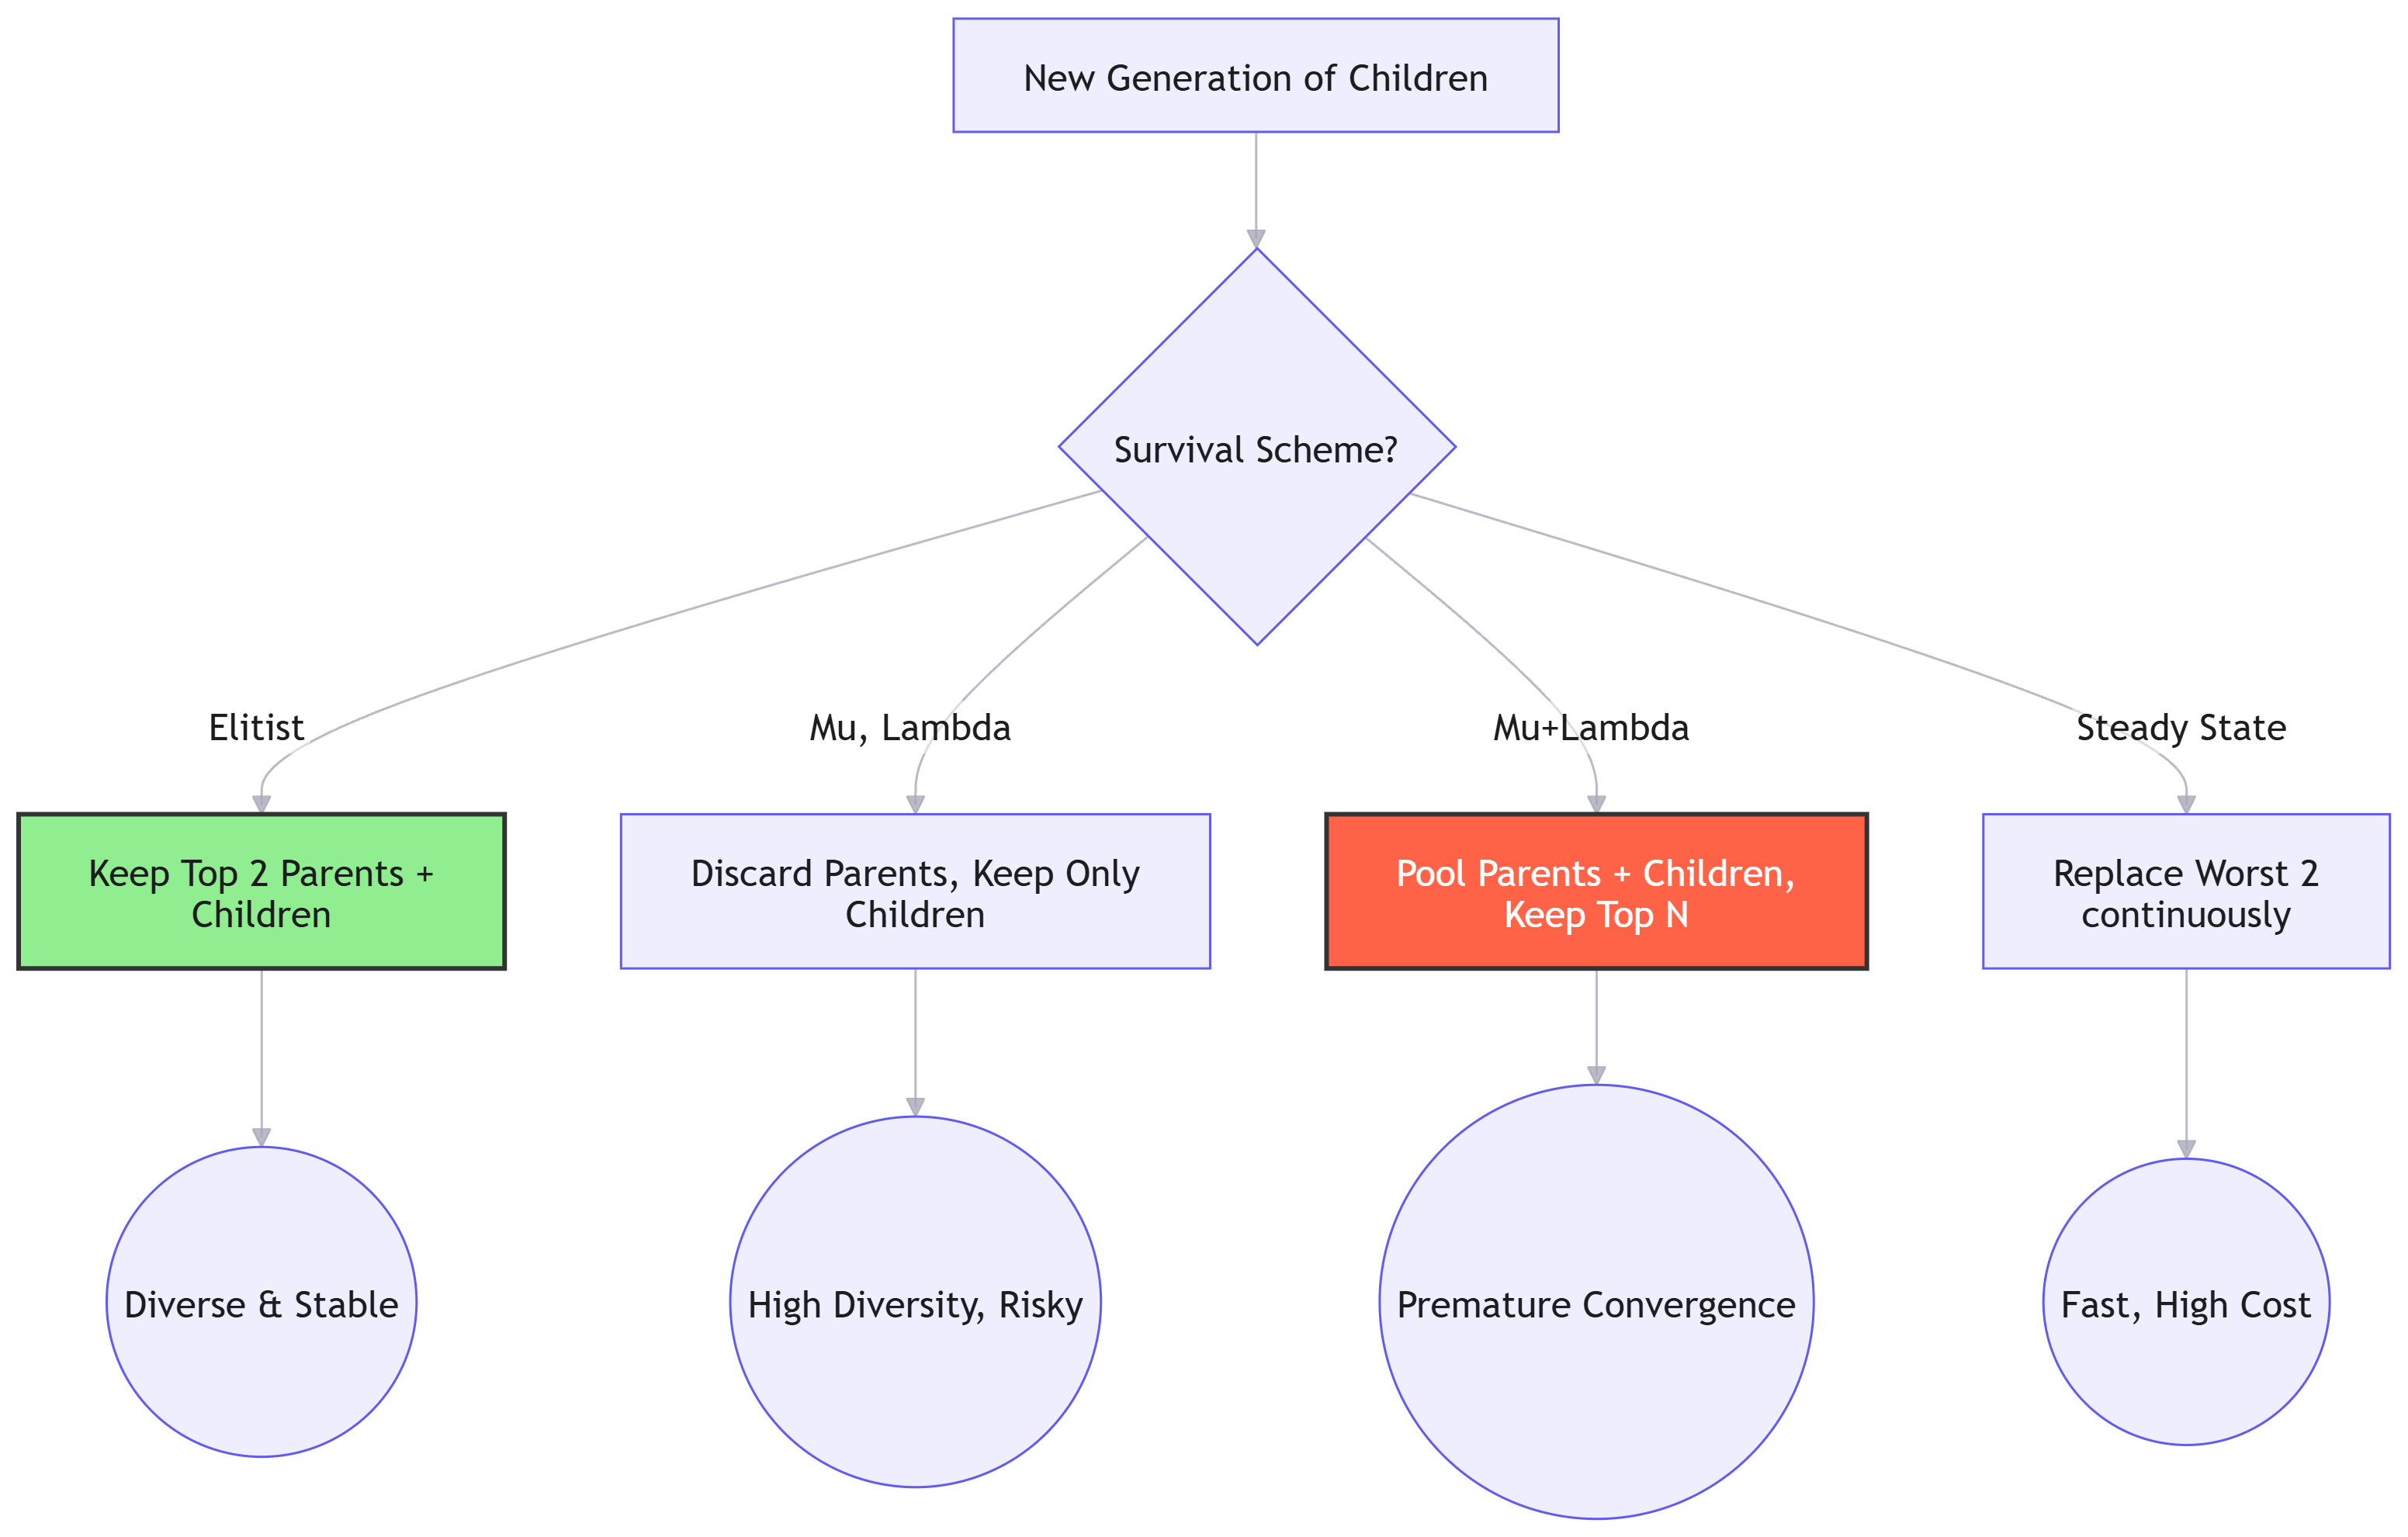 New Generation of Children
Survival Scheme?
Elitist
Mu, Lambda
Mu+Lambda
Steady State
Keep Top 2 Parents +
Children
Discard Parents, Keep Only
Children
Pool Parents + Children,
Keep Top N
Replace Worst 2
continuously
Diverse & Stable
High Diversity, Risky
Premature Convergence
Fast, High Cost